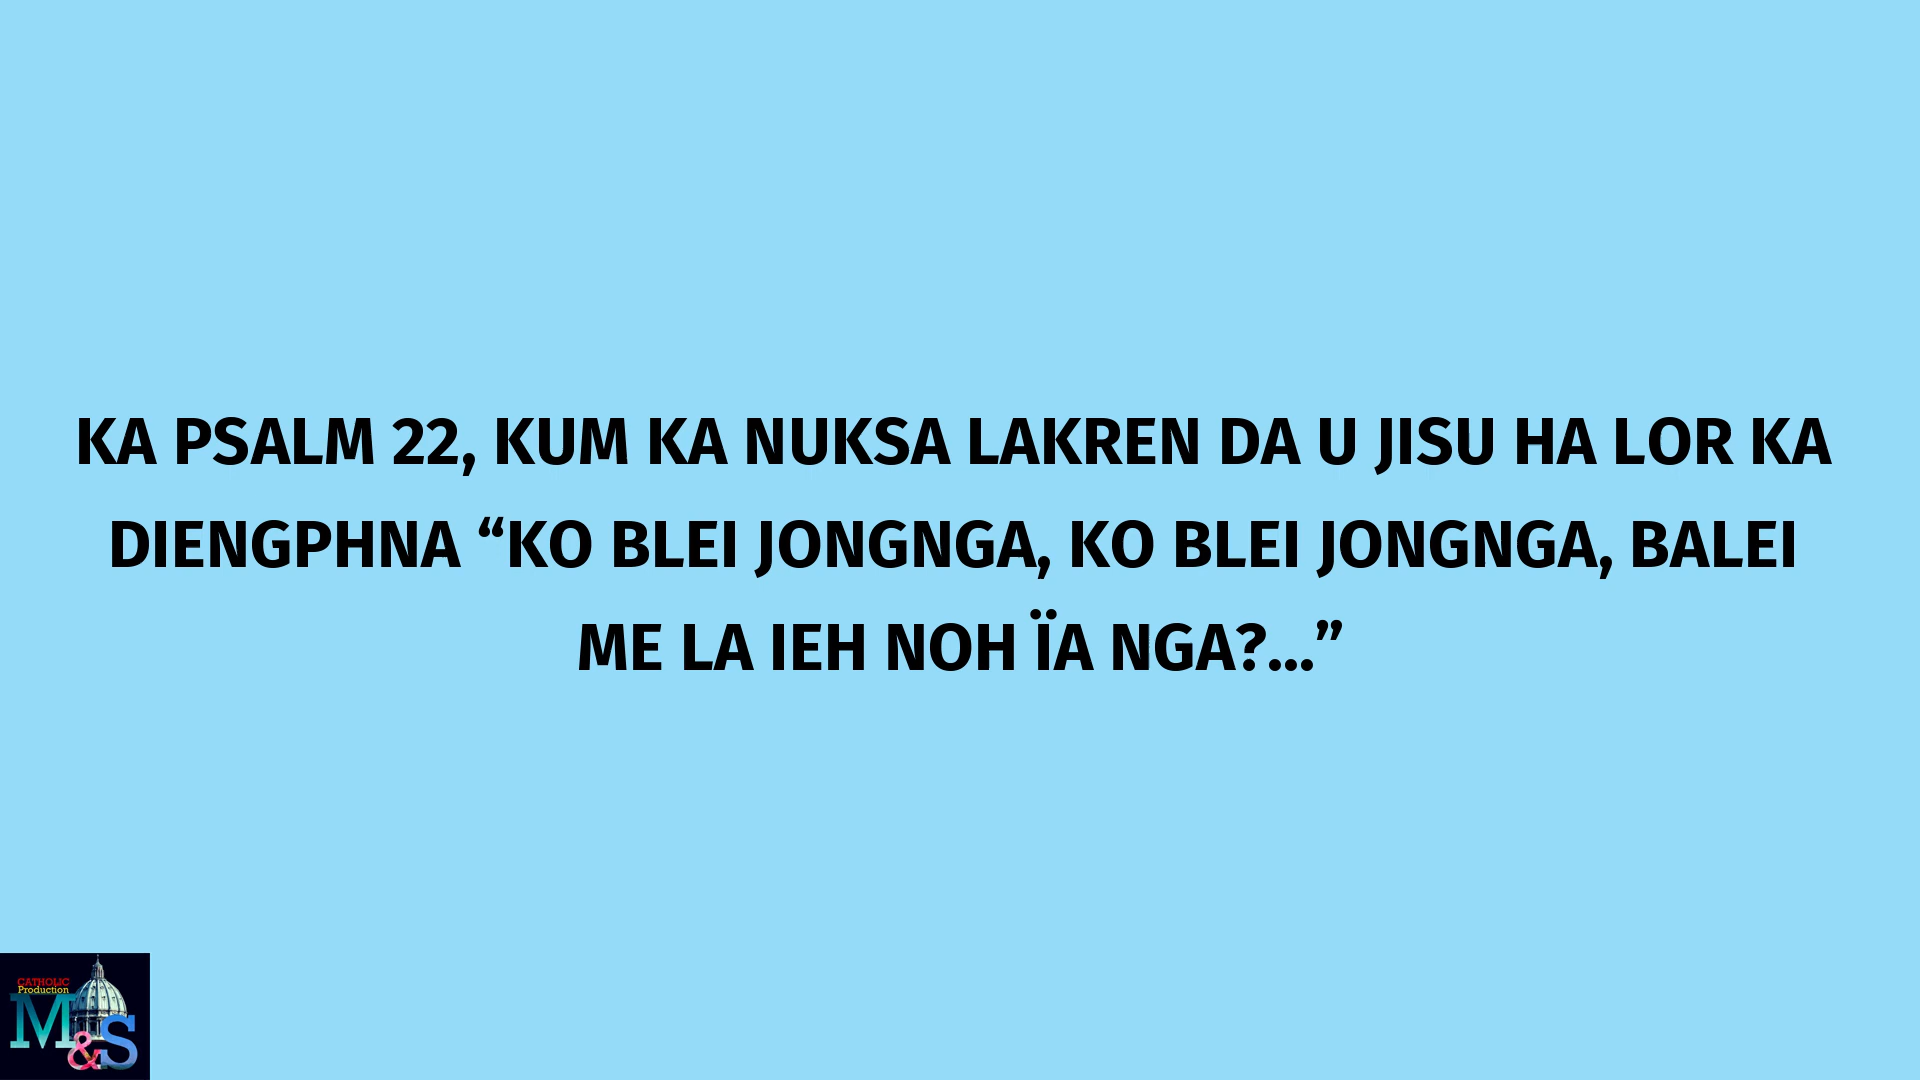 KA PSALM 22, KUM KA NUKSA LAKREN DA U JISU HA LOR KA
DIENGPHNA “KO BLEI JONGNGA, KO BLEI JONGNGA, BALEI
ME LA IEH NOH ÏA NGA?...”
CATHOLIC
Production
M&S